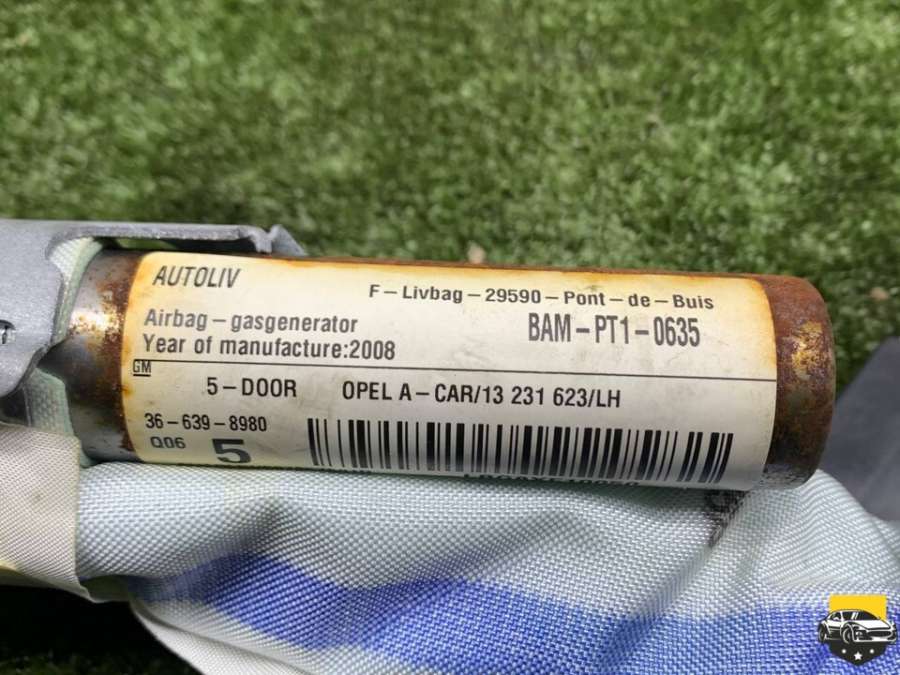 AUTOLIV
F-Livbag-29590-Pont-de-Buis
Airbag-gasgenerator
BAM-PT1-0635
Year of manufacture:2008
GM
5-DOOR OPEL A-CAR/13 231 623/LH
36-639-8980
Q06 5